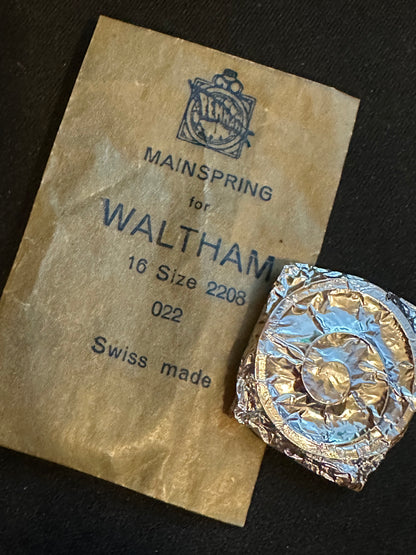 MAINSPRING
for
WALTHAM
16 Size 2208
022
Swiss made